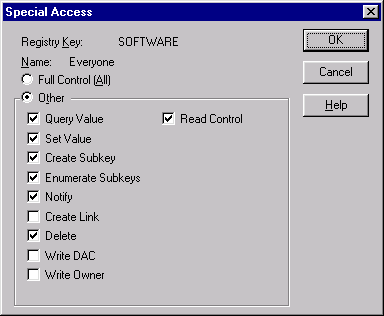 Special Access
Registry Key: SOFTWARE
OK
Name: Everyone
Full Control (All)
Cancel
Other
Help
Query Value
Read Control
Set Value
Create Subkey
Enumerate Subkeys
Notify
Create Link
Delete
Write DAC
Write Owner